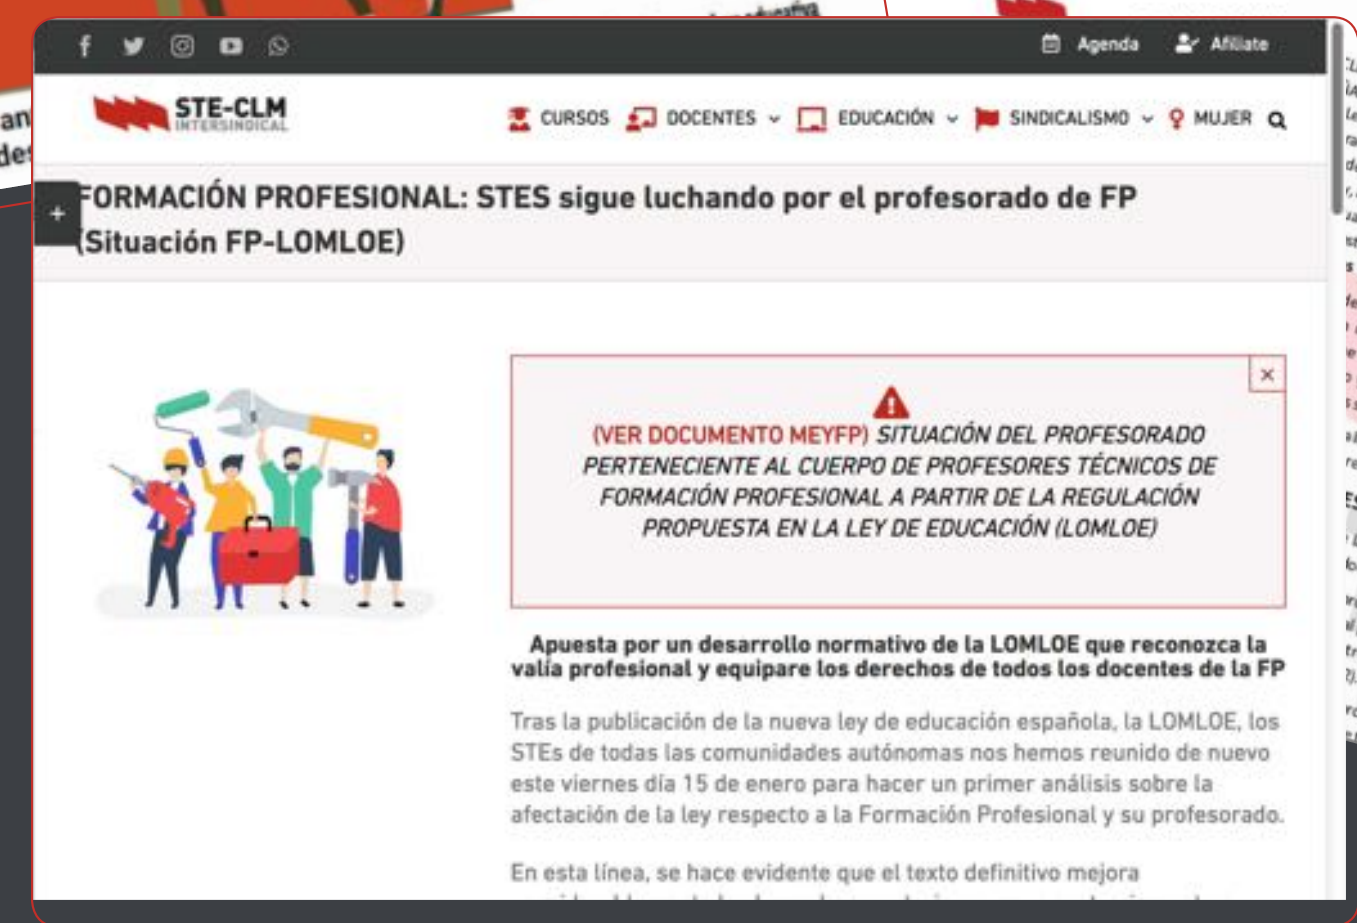 educativa
Agenda
Afíliate
STE-CLM
INTERSINDICAL
CURSOS
DOCENTES
EDUCACIÓN
SINDICALISMO
MUJER
+
FORMACIÓN PROFESIONAL: STES sigue luchando por el profesorado de FP
(Situación FP-LOMLOE)
(VER DOCUMENTO MEYFP) SITUACIÓN DEL PROFESORADO
PERTENECIENTE AL CUERPO DE PROFESORES TÉCNICOS DE
FORMACIÓN PROFESIONAL A PARTIR DE LA REGULACIÓN
PROPUESTA EN LA LEY DE EDUCACIÓN (LOMLOE)
Apuesta por un desarrollo normativo de la LOMLOE que reconozca la
valía profesional y equipare los derechos de todos los docentes de la FP
Tras la publicación de la nueva ley de educación española, la LOMLOE, los
STEs de todas las comunidades autónomas nos hemos reunido de nuevo
este viernes día 15 de enero para hacer un primer análisis sobre la
afectación de la ley respecto a la Formación Profesional y su profesorado.
En esta línea, se hace evidente que el texto definitivo mejora